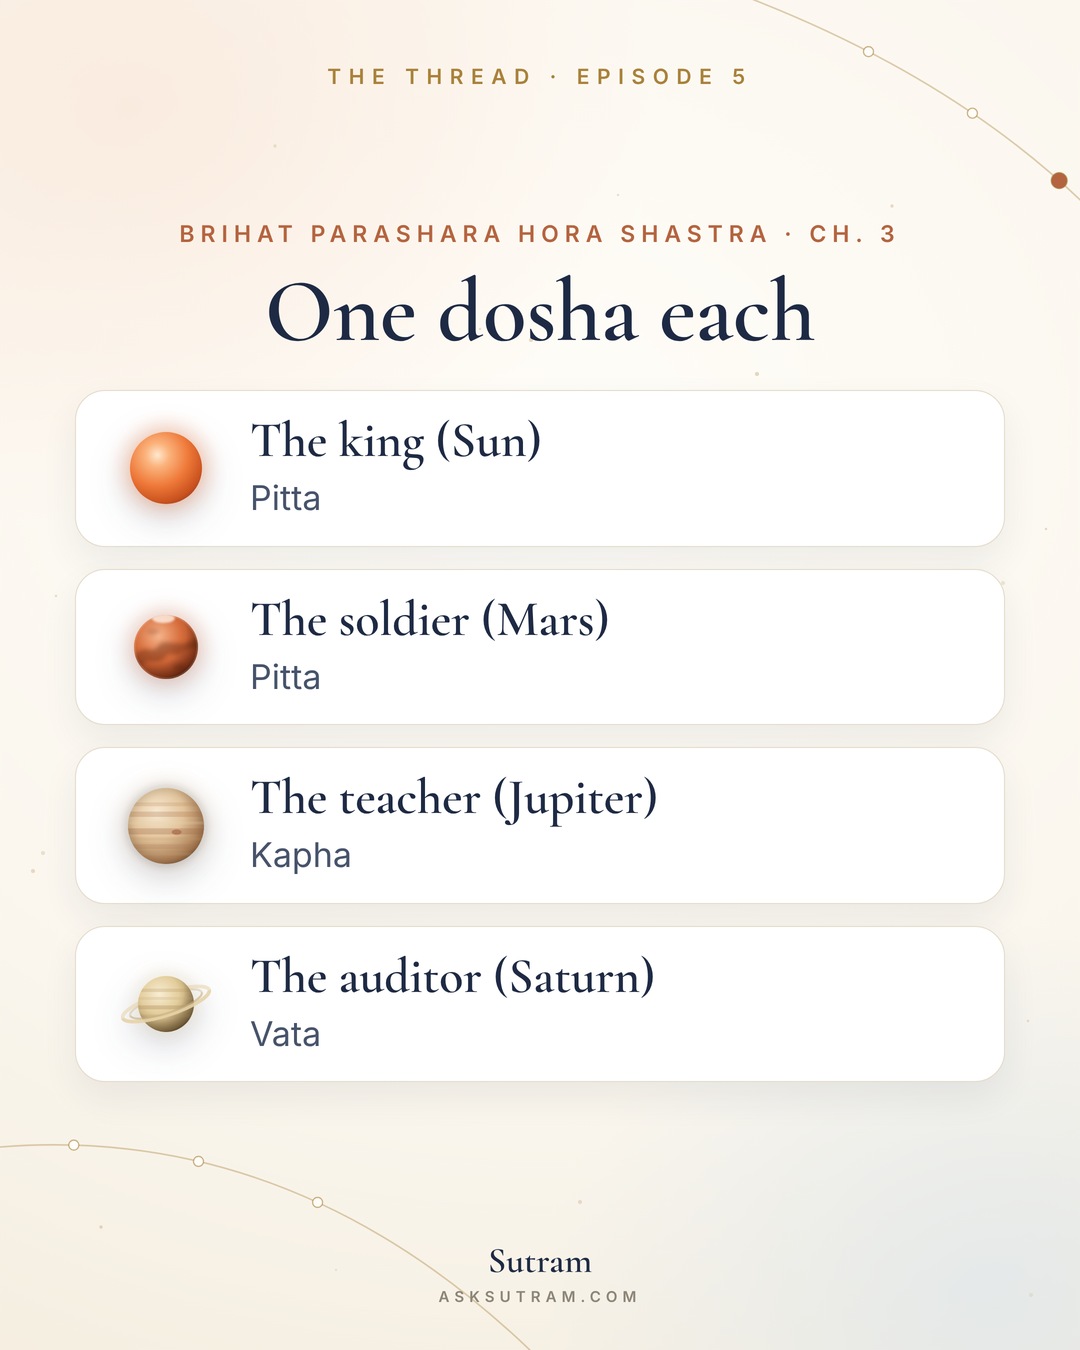 THE THREAD · EPISODE 5
BRIHAT PARASHARA HORA SHASTRA · CH. 3
One dosha each
The king (Sun)
Pitta
The soldier (Mars)
Pitta
The teacher (Jupiter)
Kapha
The auditor (Saturn)
Vata
Sutram
ASKSUTRAM.COM